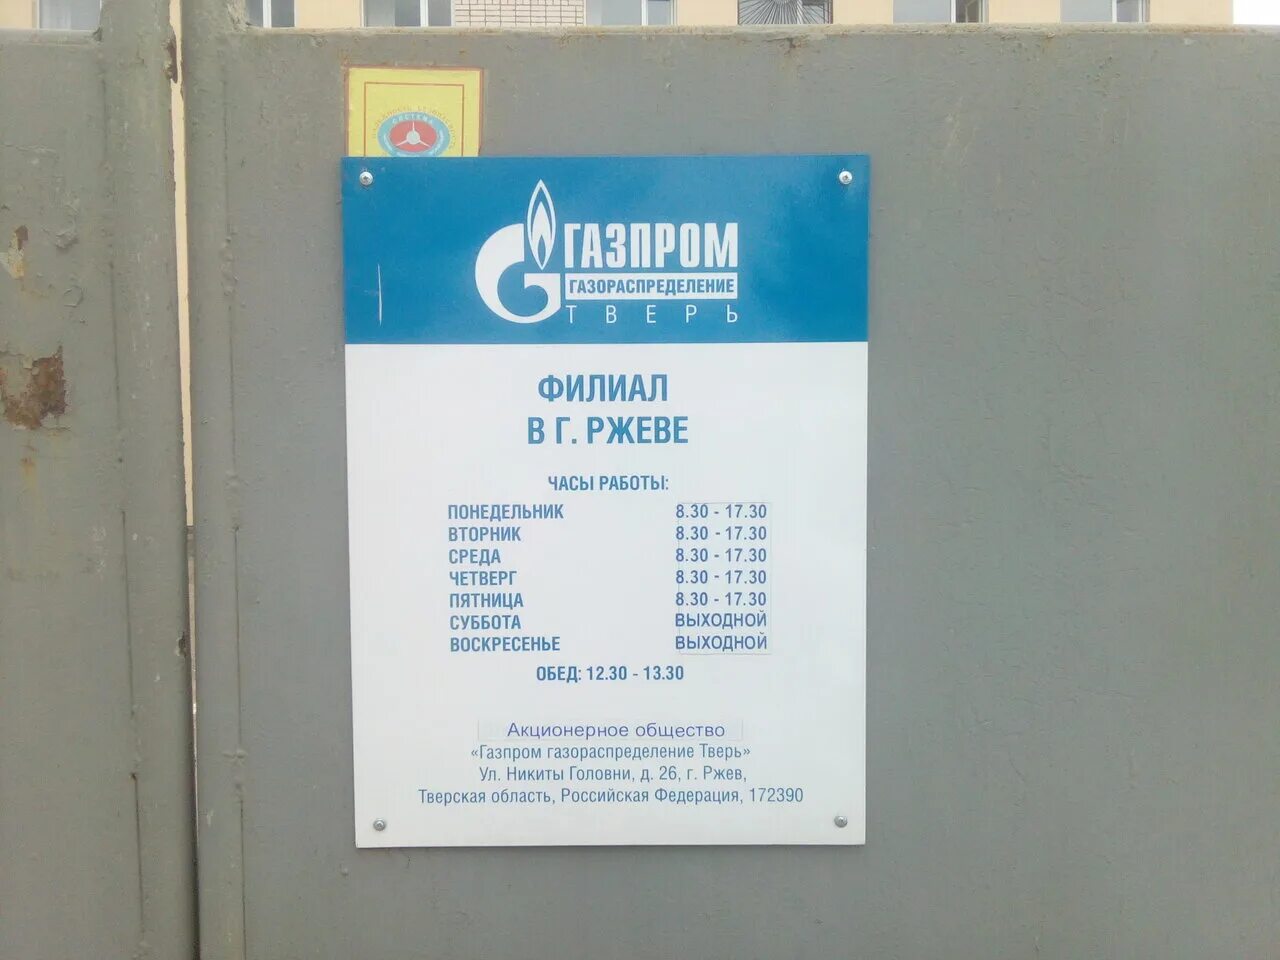 СИСТЕМА
ГАЗПРОМ
ГАЗОРАСПРЕДЕЛЕНИЕ
ТВЕРЬ
ФИЛИАЛ
В Г. РЖЕВЕ
ЧАСЫ РАБОТЫ:
ПОНЕДЕЛЬНИК 8.30 - 17.30
ВТОРНИК 8.30 - 17.30
СРЕДА 8.30 - 17.30
ЧЕТВЕРГ 8.30 - 17.30
ПЯТНИЦА 8.30 - 17.30
СУББОТА ВЫХОДНОЙ
ВОСКРЕСЕНЬЕ ВЫХОДНОЙ
ОБЕД: 12.30 - 13.30
Акционерное общество
«Газпром газораспределение Тверь»
Ул. Никиты Головни, д. 26, г. Ржев,
Тверская область, Российская Федерация, 172390